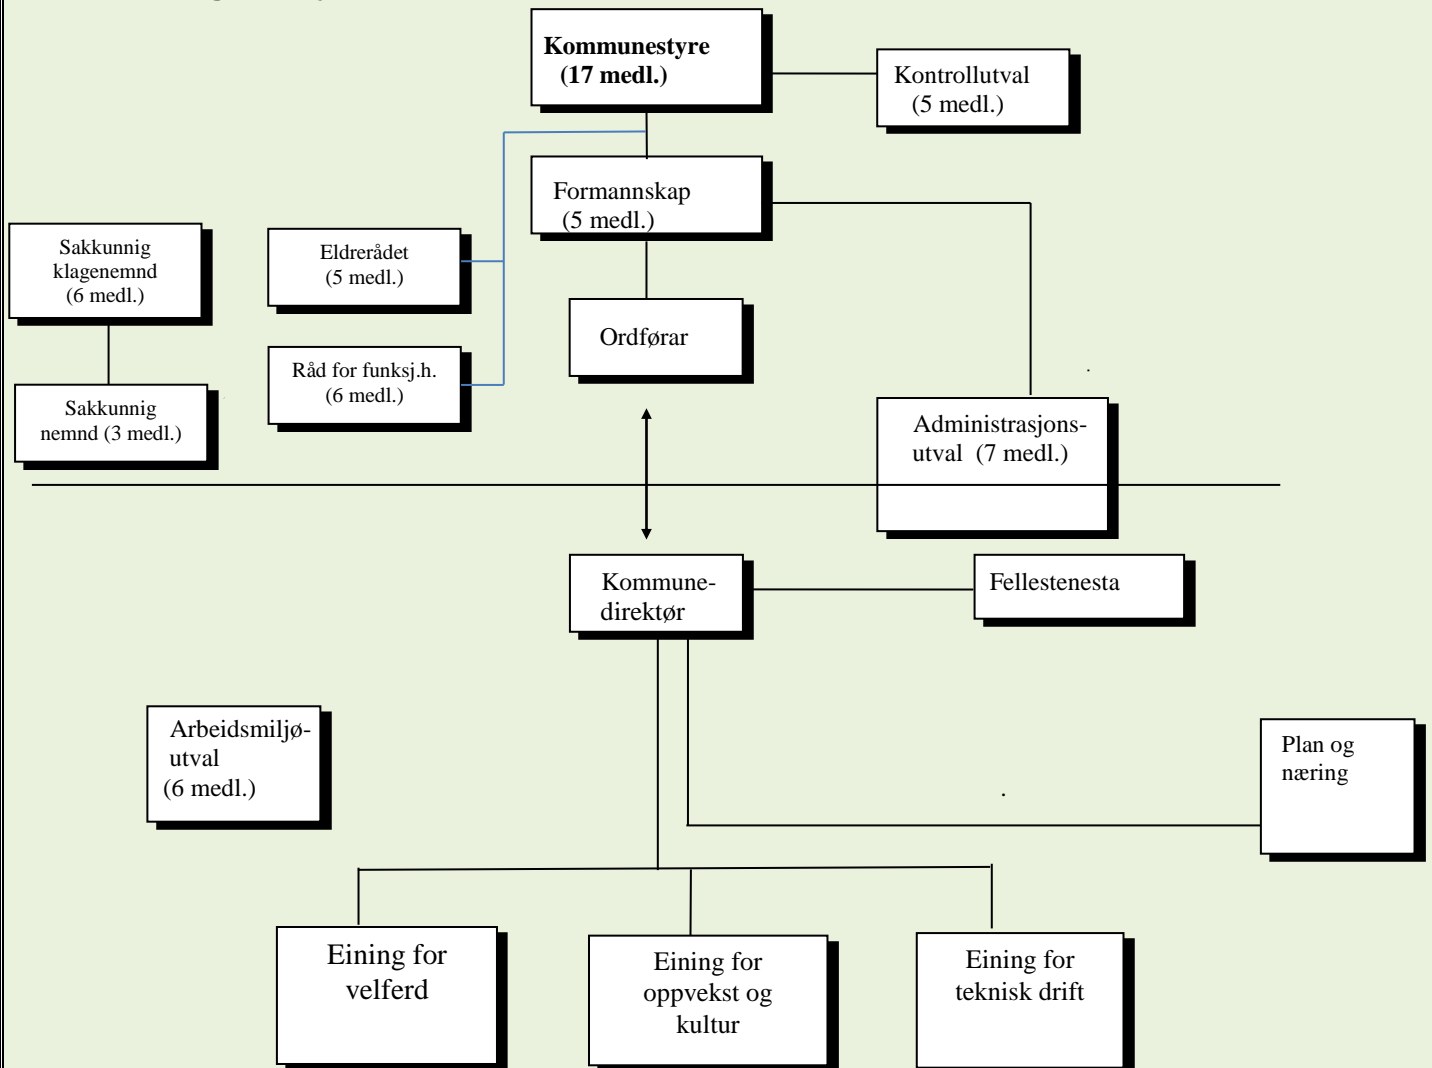 Kommunestyre
(17 medl.)
Kontrollutval
(5 medl.)
Formannskap
(5 medl.)
Sakkunnig
klagenemnd
(6 medl.)
Eldrerådet
(5 medl.)
Ordførar
Råd for funksj.h.
(6 medl.)
Sakkunnig
nemnd (3 medl.)
Administrasjons-
utval (7 medl.)
Kommune-
direktør
Fellestenesta
Arbeidsmiljø-
utval
(6 medl.)
Plan og
næring
Eining for
velferd
Eining for
oppvekst og
kultur
Eining for
teknisk drift